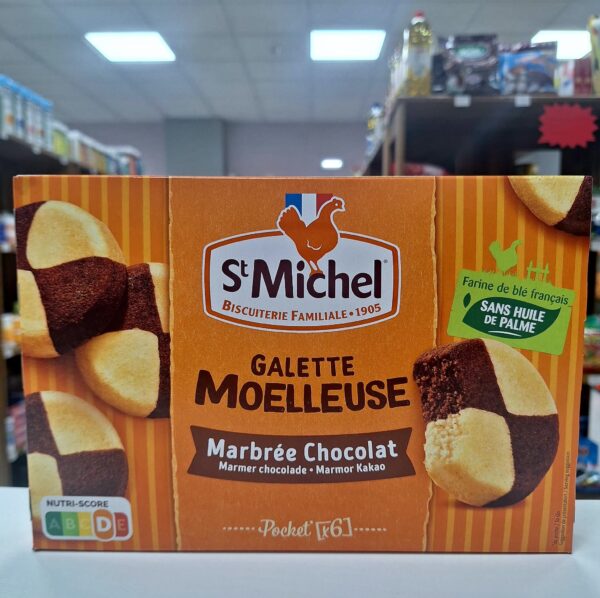 St Michel
BISCUITERIE FAMILIALE • 1905
Farine de blé français
SANS HUILE
DE PALME
GALETTE
MOELLEUSE
Marbrée Chocolat
Marmer chocolade • Marmor Kakao
Pocket [x6]
NUTRI-SCORE
A B C D E